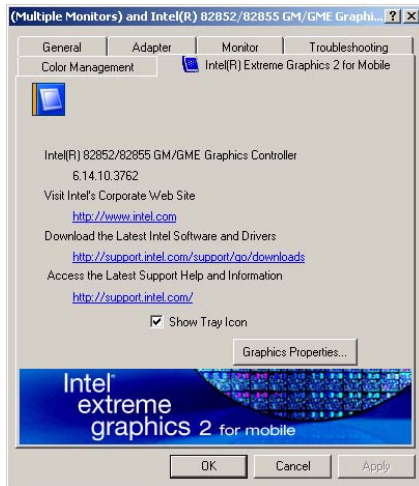 (Multiple Monitors) and Intel(R) 82852/82855 GM/GME Graphi...
General Adapter Monitor Troubleshooting
Color Management Intel(R) Extreme Graphics 2 for Mobile
Intel(R) 82852/82855 GM/GME Graphics Controller
6.14.10.3762
Visit Intel's Corporate Web Site
http://www.intel.com
Download the Latest Intel Software and Drivers
http://support.intel.com/support/go/downloads
Access the Latest Support Help and Information
http://support.intel.com/
Show Tray Icon
Graphics Properties...
Intel®
extreme
graphics 2 for mobile
OK Cancel Apply